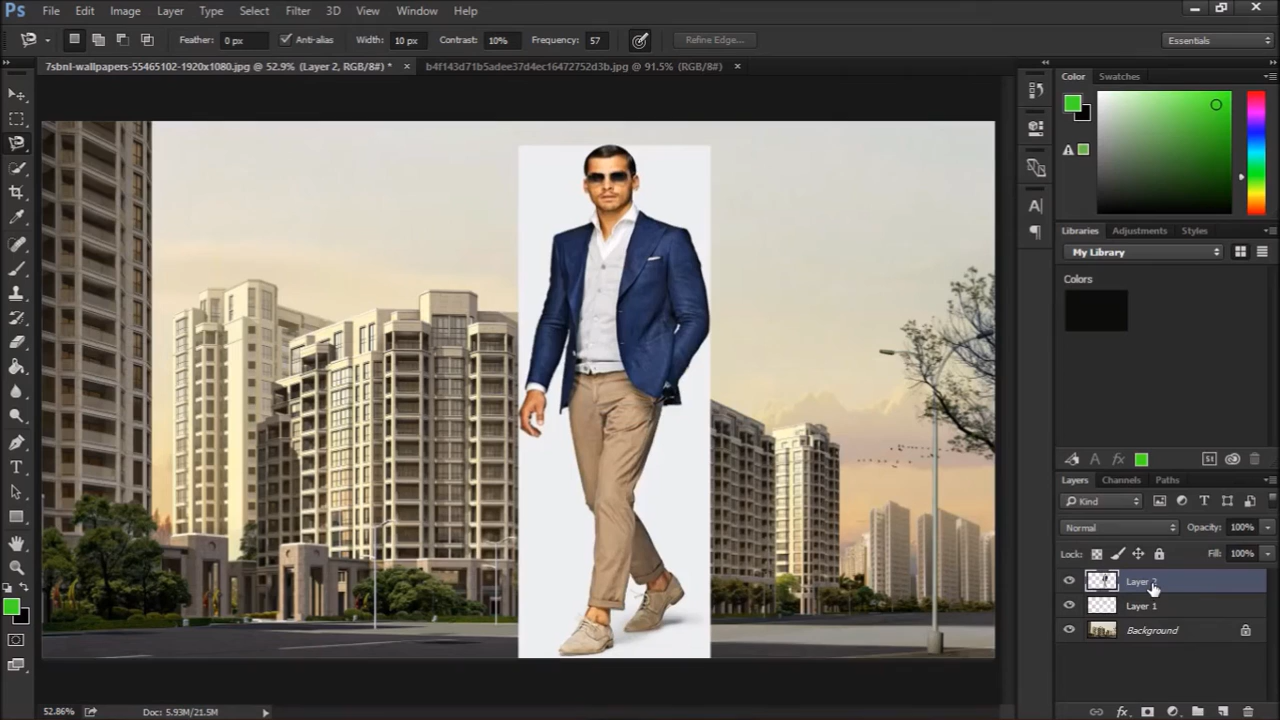 Ps File Edit Image Layer Type Select Filter 3D View Window Help
Feather: 0 px Anti-alias Width: 10 px Contrast: 10% Frequency: 57 Refine Edge... Essentials
7sbnl-wallpapers-55465102-1920x1080.jpg @ 52.9% (Layer 2, RGB/8#) * × b4f143d71b5adee37d4ec16472752d3b.jpg @ 91.5% (RGB/8#) ×
Color Swatches
Libraries Adjustments Styles
My Library
Colors
Layers Channels Paths
Kind
Normal Opacity: 100%
Lock: Fill: 100%
Layer 2
Layer 1
Background
52.86% Doc: 5.93M/21.5M